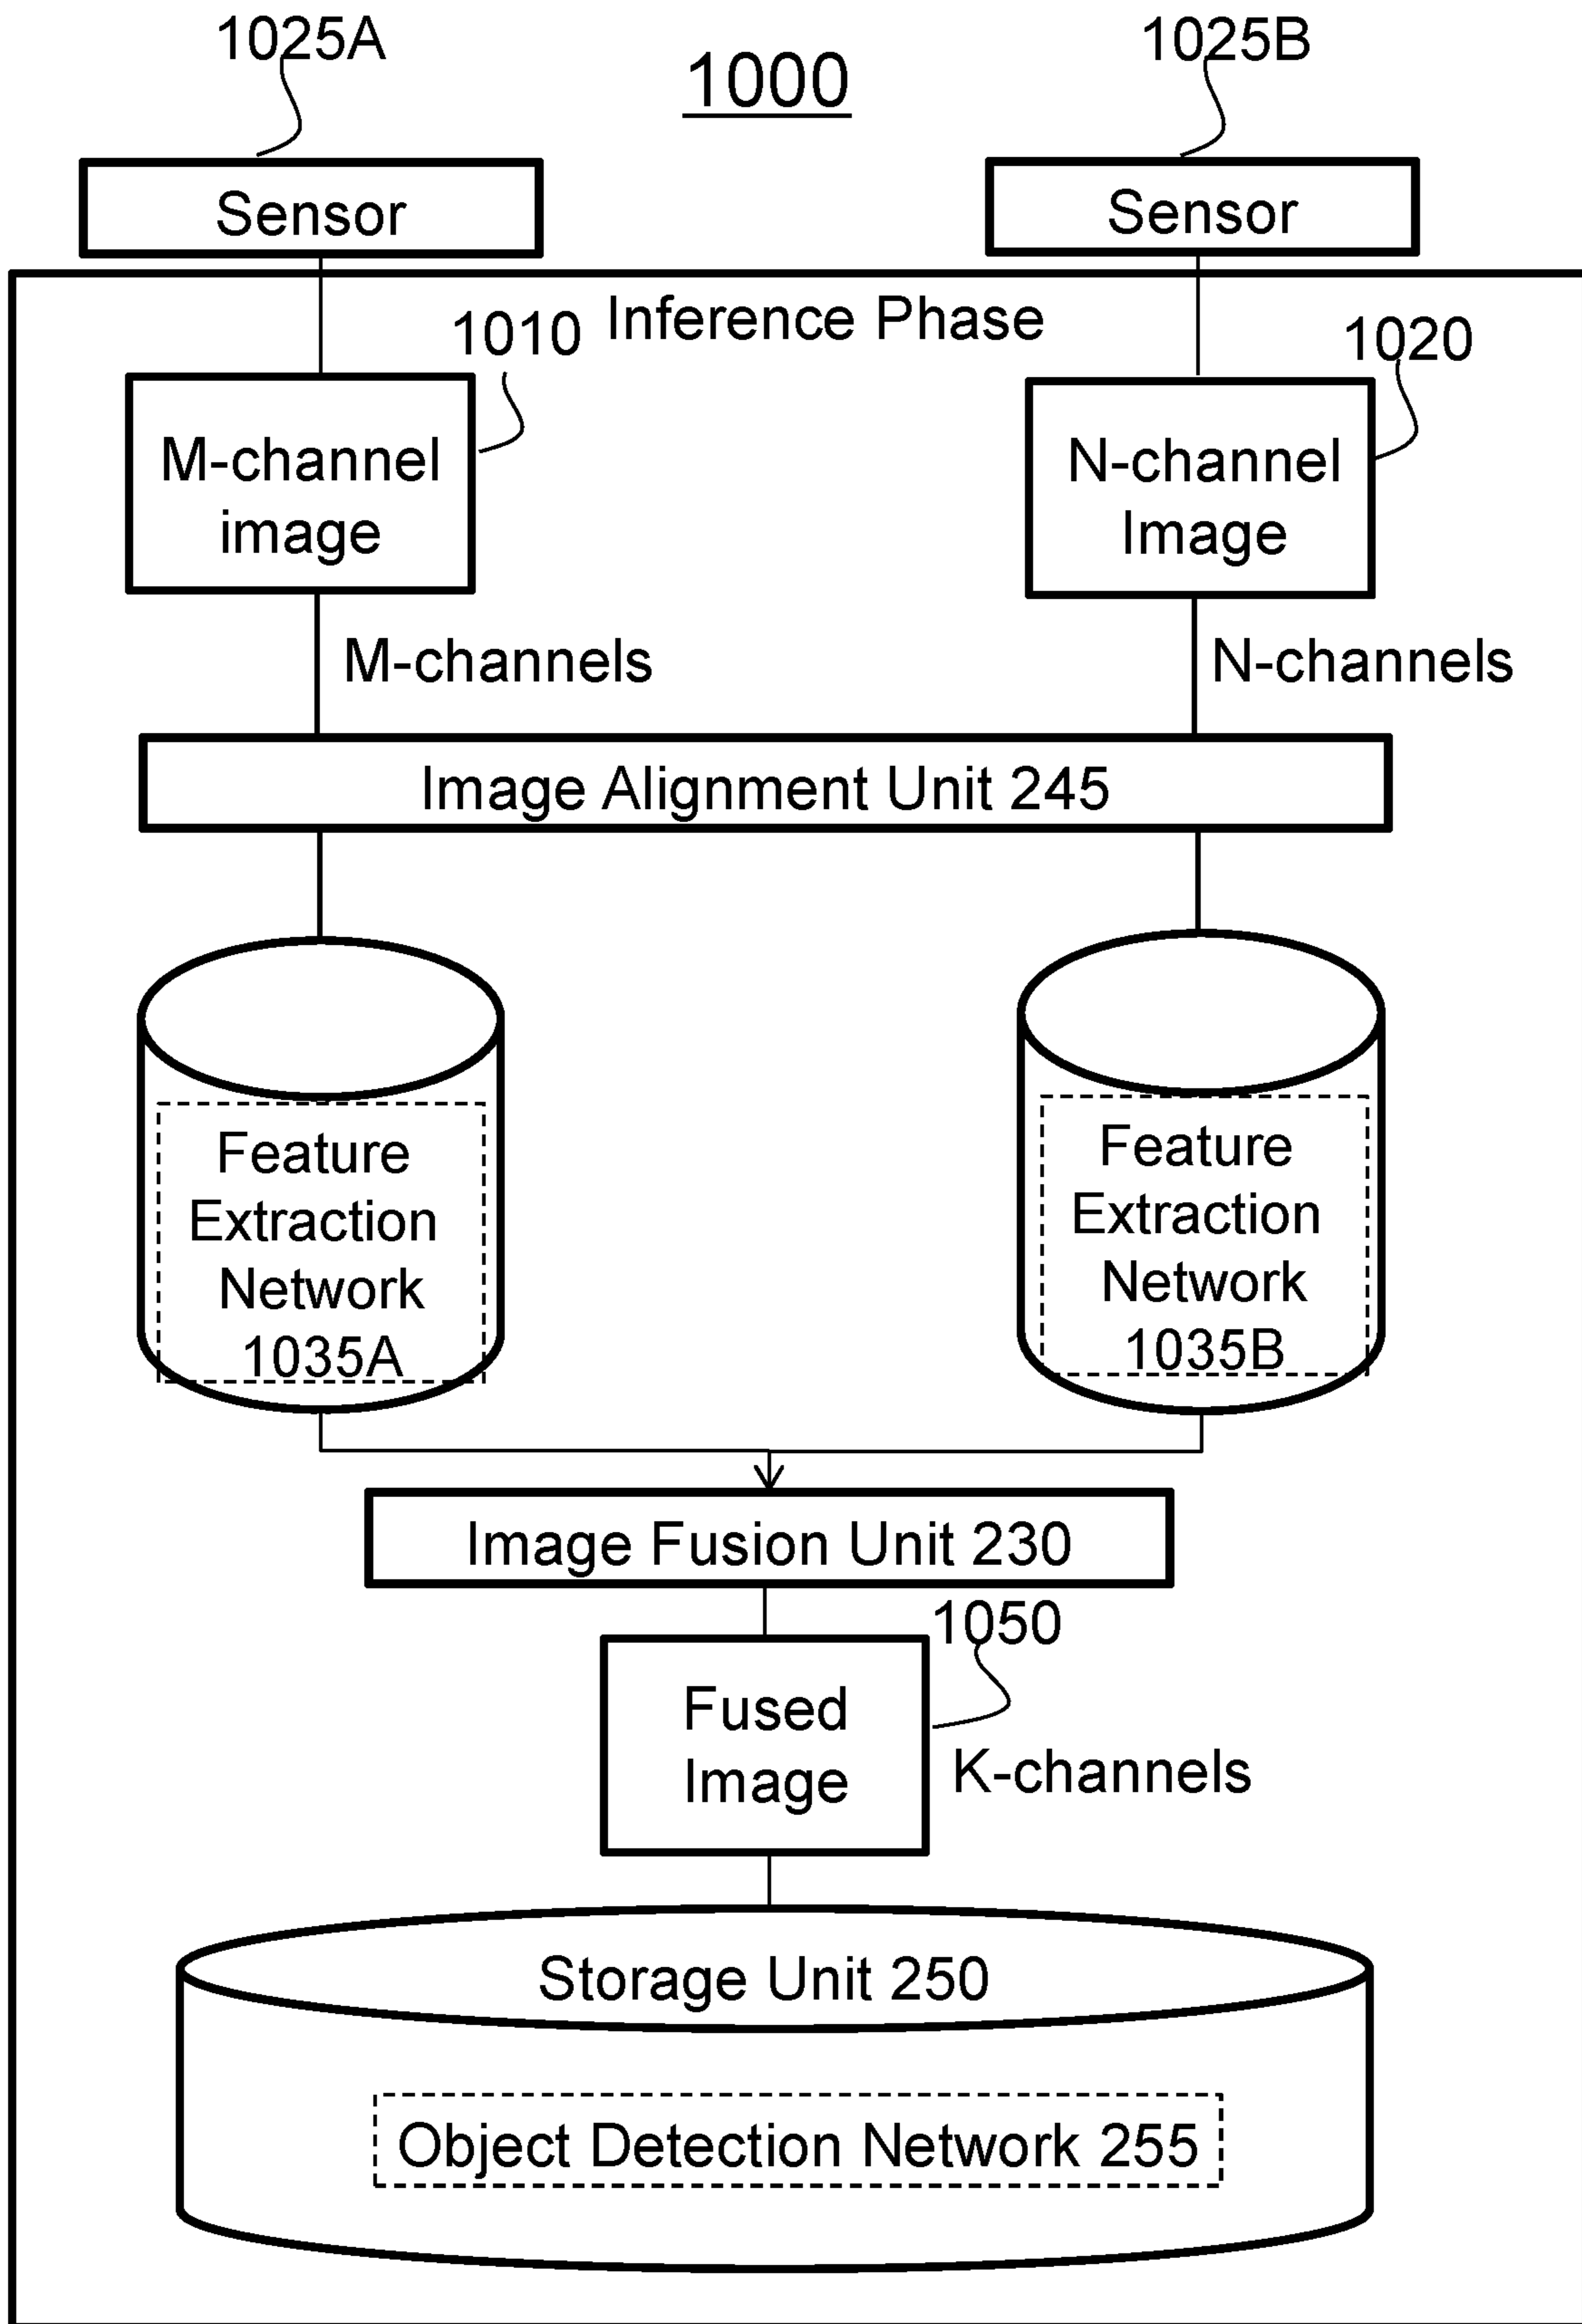 1025A
1025B
1000
Sensor
Sensor
Inference Phase
1010
1020
M-channel
image
N-channel
Image
M-channels
N-channels
Image Alignment Unit 245
Feature
Extraction
Network
1035A
Feature
Extraction
Network
1035B
Image Fusion Unit 230
1050
Fused
Image
K-channels
Storage Unit 250
Object Detection Network 255